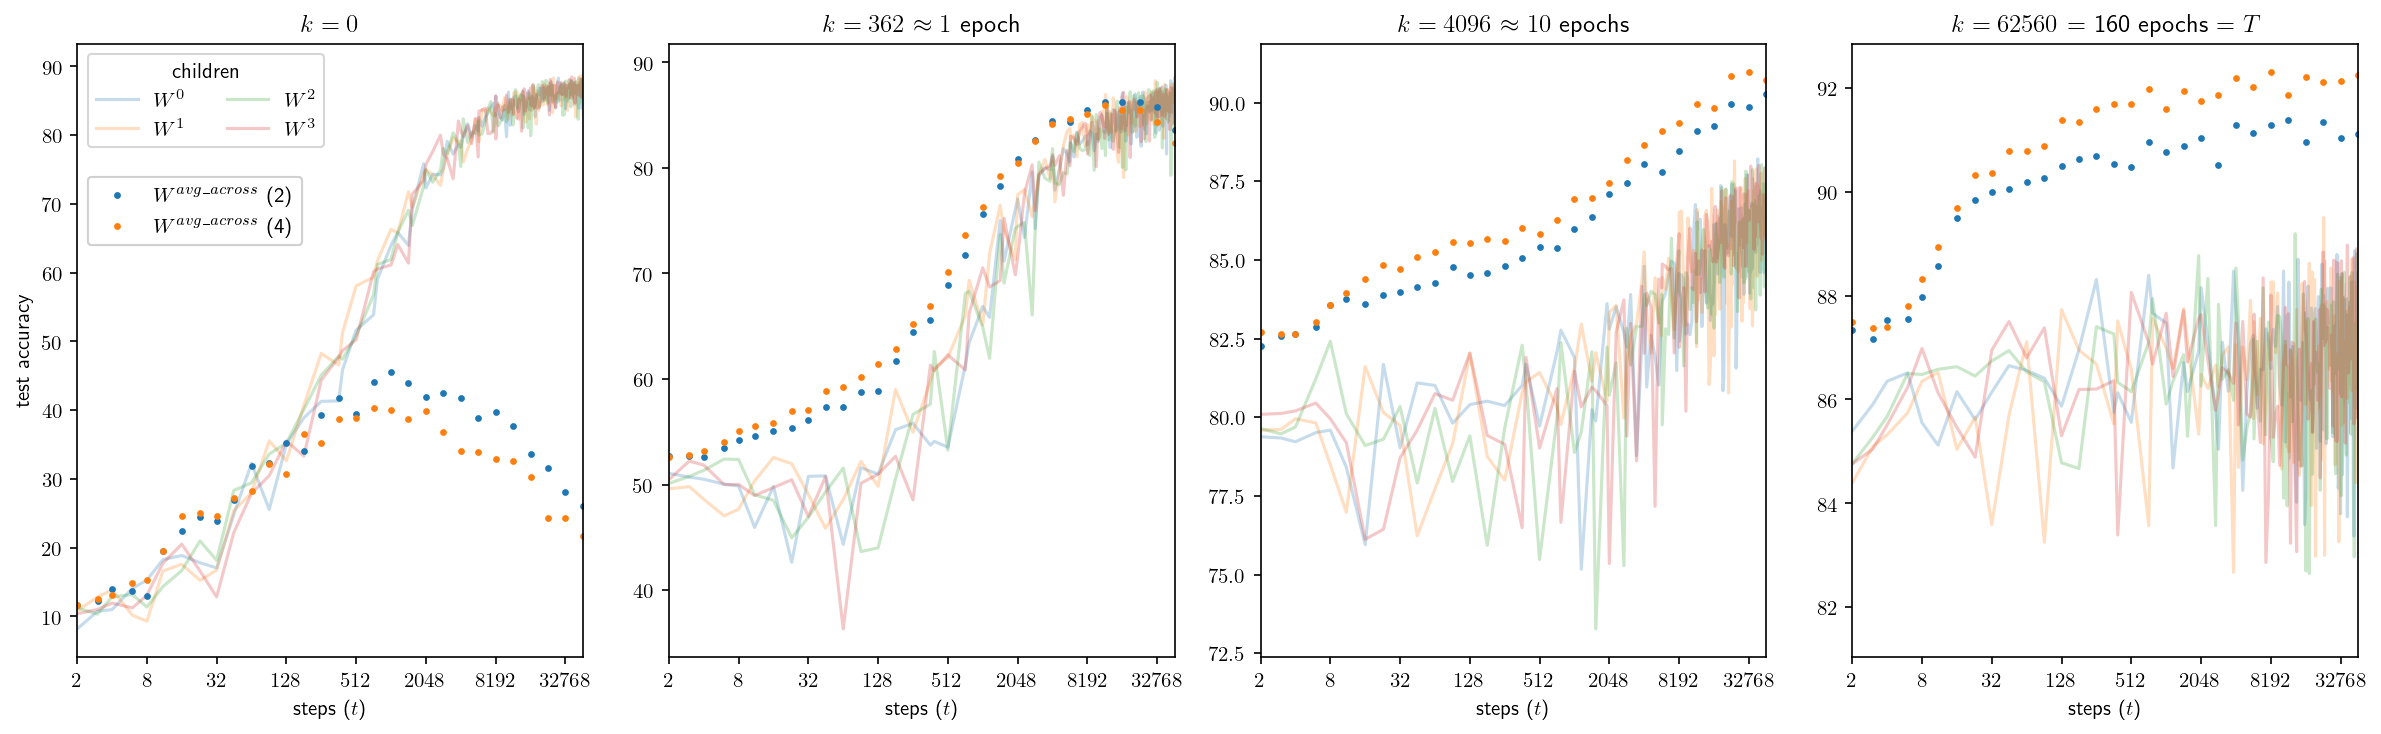 k = 0
children
W^0 W^2
W^1 W^3
W^{avg_across} (2)
W^{avg_across} (4)
test accuracy
90
80
70
60
50
40
30
20
10
2 8 32 128 512 2048 8192 32768
steps (t)
k = 362 ≈ 1 epoch
90
80
70
60
50
40
2 8 32 128 512 2048 8192 32768
steps (t)
k = 4096 ≈ 10 epochs
90.0
87.5
85.0
82.5
80.0
77.5
75.0
72.5
2 8 32 128 512 2048 8192 32768
steps (t)
k = 62560 = 160 epochs = T
92
90
88
86
84
82
2 8 32 128 512 2048 8192 32768
steps (t)